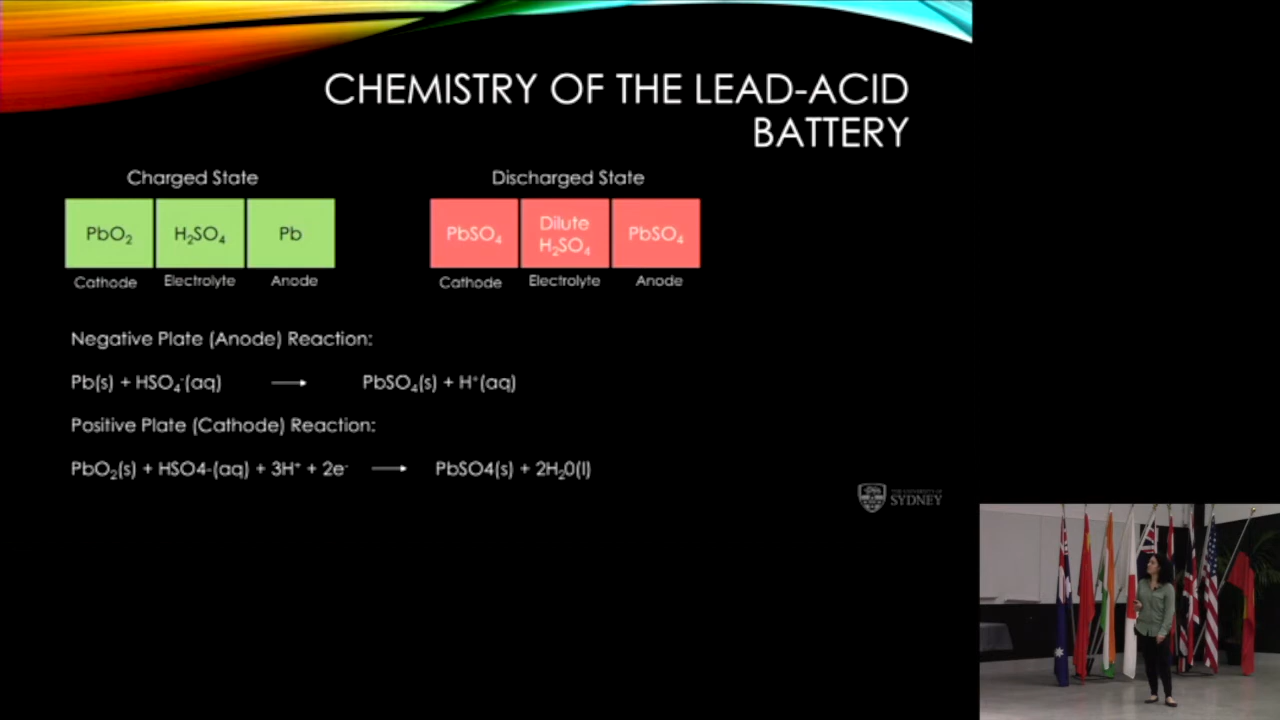 CHEMISTRY OF THE LEAD-ACID
BATTERY
Charged State
PbO₂ H₂SO₄ Pb
Cathode Electrolyte Anode
Discharged State
PbSO₄ Dilute H₂SO₄ PbSO₄
Cathode Electrolyte Anode
Negative Plate (Anode) Reaction:
Pb(s) + HSO₄⁻(aq) → PbSO₄(s) + H⁺(aq)
Positive Plate (Cathode) Reaction:
PbO₂(s) + HSO4-(aq) + 3H⁺ + 2e⁻ → PbSO4(s) + 2H₂0(l)
THE UNIVERSITY OF
SYDNEY